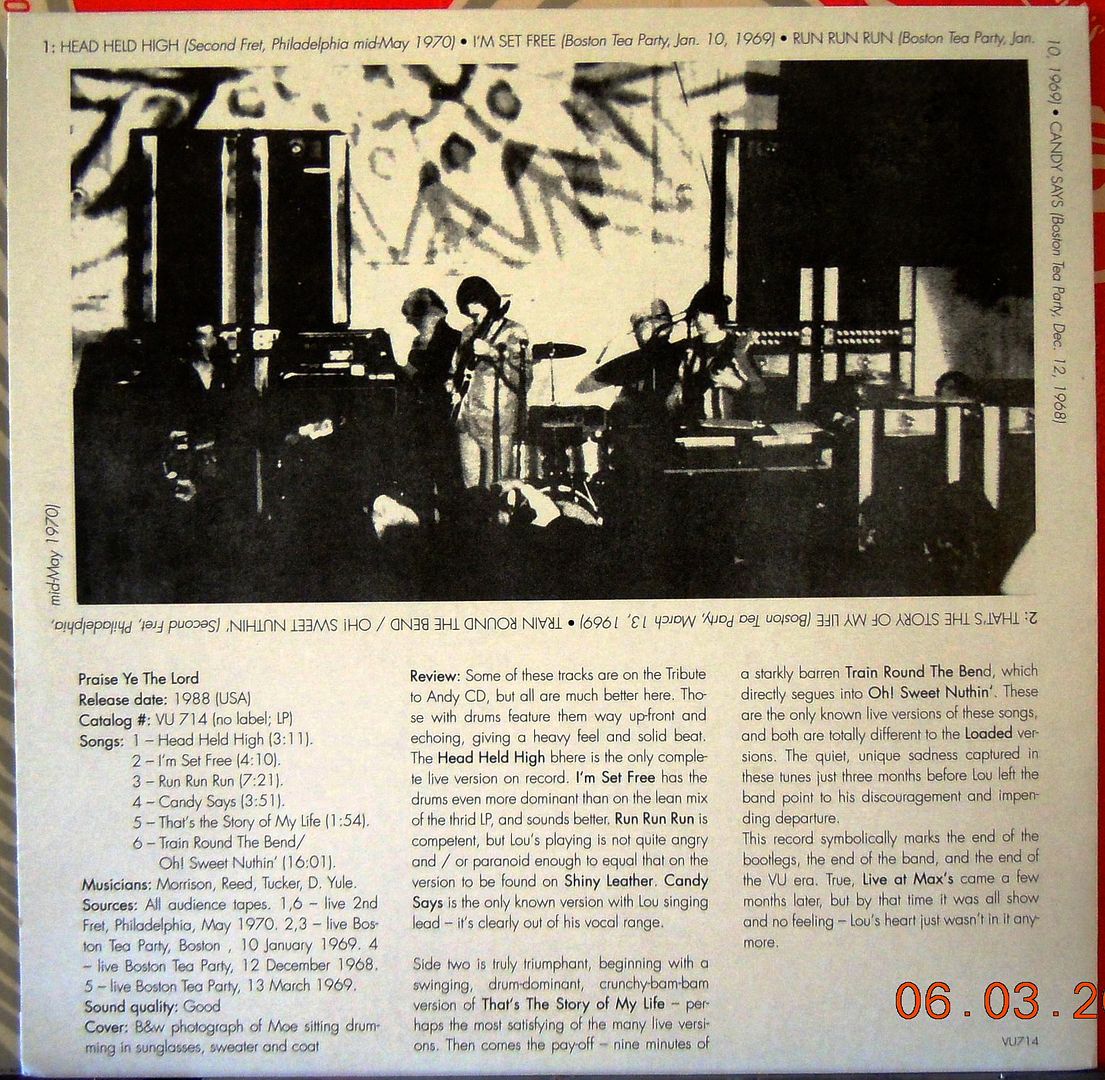 1: HEAD HELD HIGH (Second Fret, Philadelphia mid-May 1970) • I'M SET FREE (Boston Tea Party, Jan. 10, 1969) • RUN RUN RUN (Boston Tea Party, Jan.
10, 1969) • CANDY SAYS (Boston Tea Party, Dec. 12, 1968)
2: THAT'S THE STORY OF MY LIFE (Boston Tea Party, March 13, 1969) • TRAIN ROUND THE BEND / OH! SWEET NUTHIN' (Second Fret, Philadelphia,
mid-May 1970)
Praise Ye The Lord
Release date: 1988 (USA)
Catalog #: VU 714 (no label; LP)
Songs: 1 – Head Held High (3:11).
2 – I'm Set Free (4:10).
3 – Run Run Run (7:21).
4 – Candy Says (3:51).
5 – That's the Story of My Life (1:54).
6 – Train Round The Bend/
Oh! Sweet Nuthin' (16:01).
Musicians: Morrison, Reed, Tucker, D. Yule.
Sources: All audience tapes. 1,6 – live 2nd
Fret, Philadelphia, May 1970. 2,3 – live Bos-
ton Tea Party, Boston , 10 January 1969. 4
– live Boston Tea Party, 12 December 1968.
5 – live Boston Tea Party, 13 March 1969.
Sound quality: Good
Cover: B&w photograph of Moe sitting drum-
ming in sunglasses, sweater and coat
Review: Some of these tracks are on the Tribute
to Andy CD, but all are much better here. Tho-
se with drums feature them way up-front and
echoing, giving a heavy feel and solid beat.
The Head Held High bhere is the only comple-
te live version on record. I'm Set Free has the
drums even more dominant than on the lean mix
of the thrid LP, and sounds better. Run Run Run is
competent, but Lou's playing is not quite angry
and / or paranoid enough to equal that on the
version to be found on Shiny Leather. Candy
Says is the only known version with Lou singing
lead – it's clearly out of his vocal range.
Side two is truly triumphant, beginning with a
swinging, drum-dominant, crunchy-bam-bam
version of That's The Story of My Life – per-
haps the most satisfying of the many live versi-
ons. Then comes the pay-off – nine minutes of
a starkly barren Train Round The Bend, which
directly segues into Oh! Sweet Nuthin'. These
are the only known live versions of these songs,
and both are totally different to the Loaded ver-
sions. The quiet, unique sadness captured in
these tunes just three months before Lou left the
band point to his discouragement and impen-
ding departure.
This record symbolically marks the end of the
bootlegs, the end of the band, and the end of
the VU era. True, Live at Max's came a few
months later, but by that time it was all show
and no feeling – Lou's heart just wasn't in it any-
more.
06.03.20
VU714